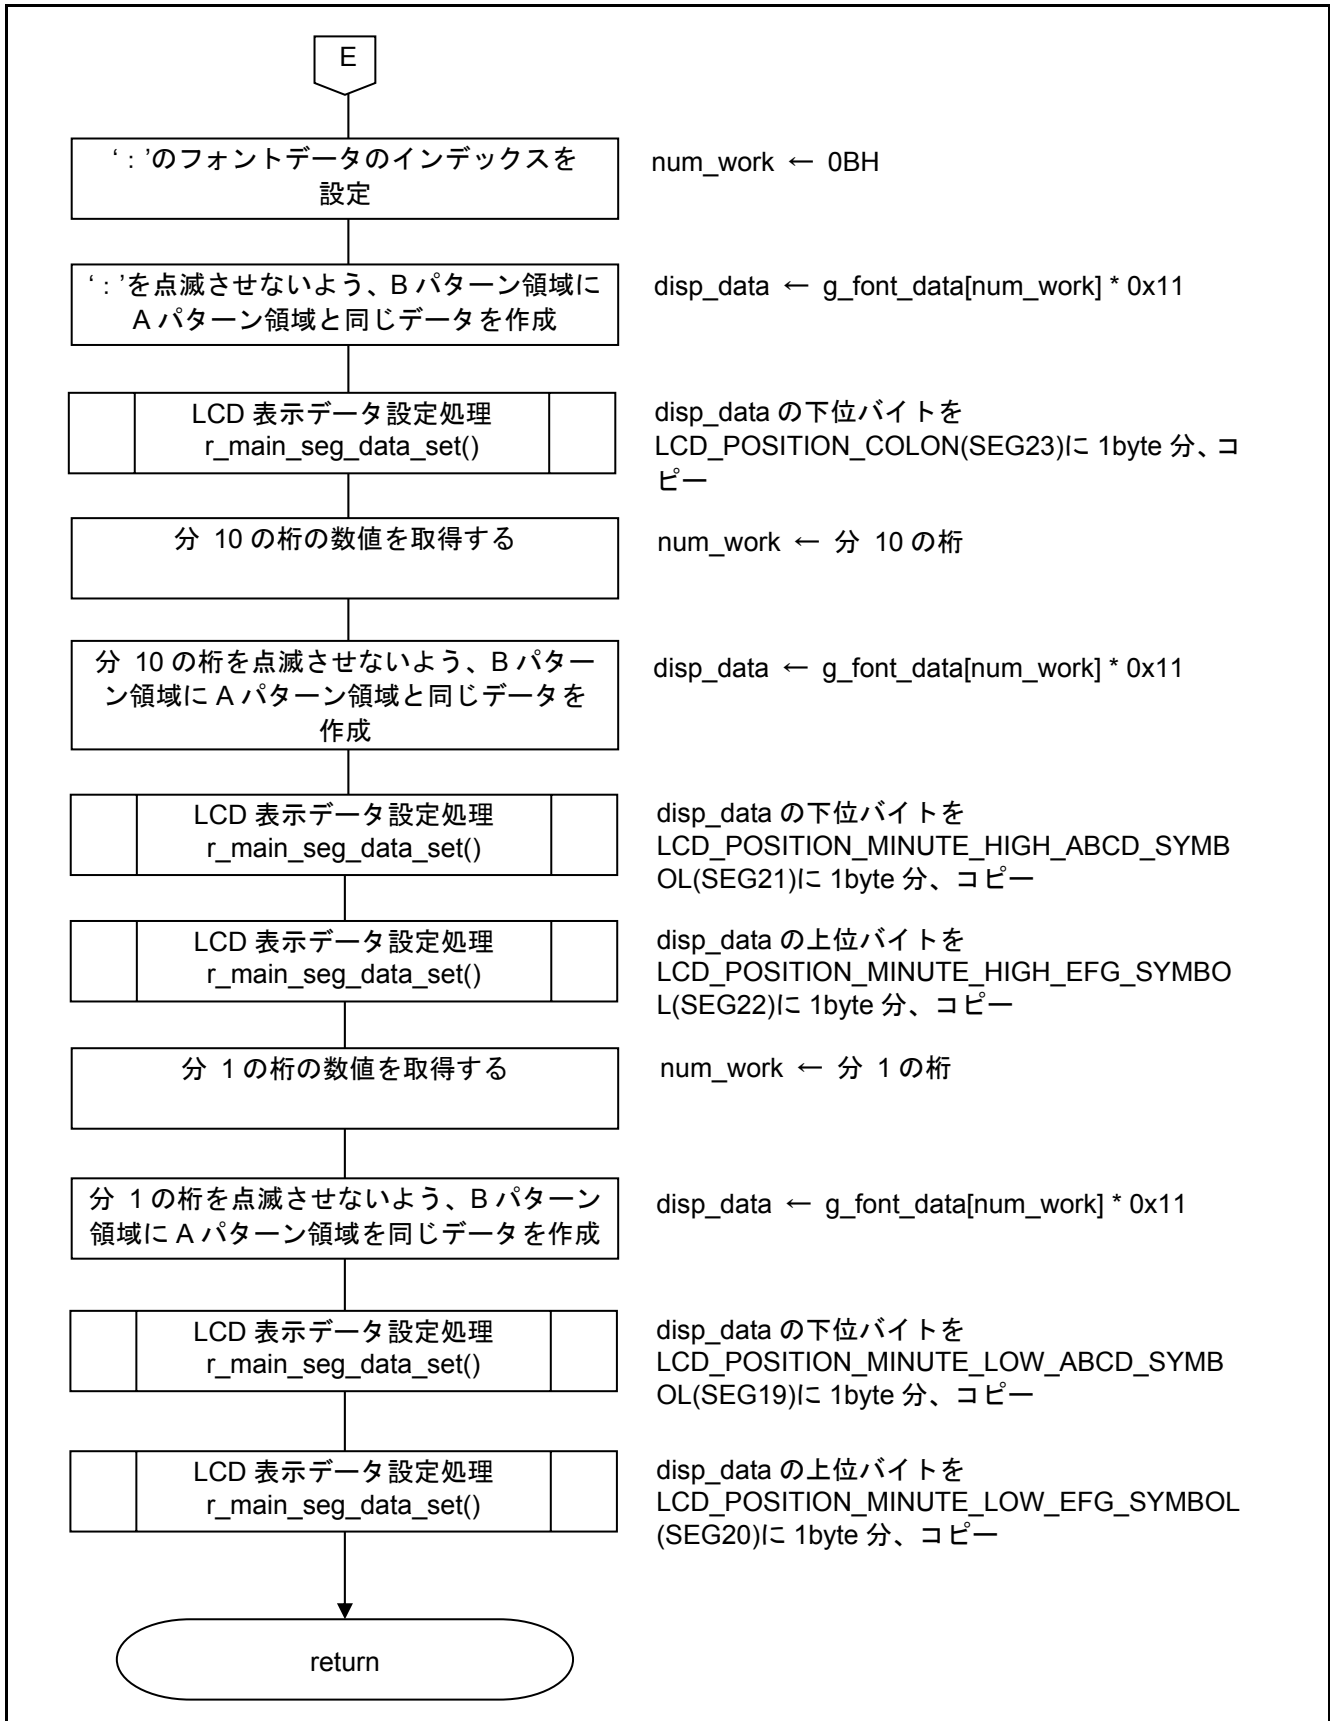 E
‘：’のフォントデータのインデックスを
設定
num_work ← 0BH
‘：’を点滅させないよう、B パターン領域に
A パターン領域と同じデータを作成
disp_data ← g_font_data[num_work] * 0x11
LCD 表示データ設定処理
r_main_seg_data_set()
disp_data の下位バイトを
LCD_POSITION_COLON(SEG23)に 1byte 分、コ
ピー
分 10 の桁の数値を取得する
num_work ← 分 10 の桁
分 10 の桁を点滅させないよう、B パター
ン領域に A パターン領域と同じデータを
作成
disp_data ← g_font_data[num_work] * 0x11
LCD 表示データ設定処理
r_main_seg_data_set()
disp_data の下位バイトを
LCD_POSITION_MINUTE_HIGH_ABCD_SYMB
OL(SEG21)に 1byte 分、コピー
LCD 表示データ設定処理
r_main_seg_data_set()
disp_data の上位バイトを
LCD_POSITION_MINUTE_HIGH_EFG_SYMBO
L(SEG22)に 1byte 分、コピー
分 1 の桁の数値を取得する
num_work ← 分 1 の桁
分 1 の桁を点滅させないよう、B パターン
領域に A パターン領域を同じデータを作成
disp_data ← g_font_data[num_work] * 0x11
LCD 表示データ設定処理
r_main_seg_data_set()
disp_data の下位バイトを
LCD_POSITION_MINUTE_LOW_ABCD_SYMB
OL(SEG19)に 1byte 分、コピー
LCD 表示データ設定処理
r_main_seg_data_set()
disp_data の上位バイトを
LCD_POSITION_MINUTE_LOW_EFG_SYMBOL
(SEG20)に 1byte 分、コピー
return